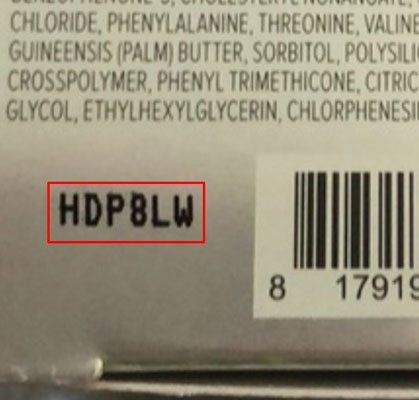 CHLORIDE, PHENYLALANINE, THREONINE, VALINE
GUINEENSIS (PALM) BUTTER, SORBITOL, POLYSILI
CROSSPOLYMER, PHENYL TRIMETHICONE, CITRIC
GLYCOL, ETHYLHEXYLGLYCERIN, CHLORPHENESI
HDP8LW
8 17919